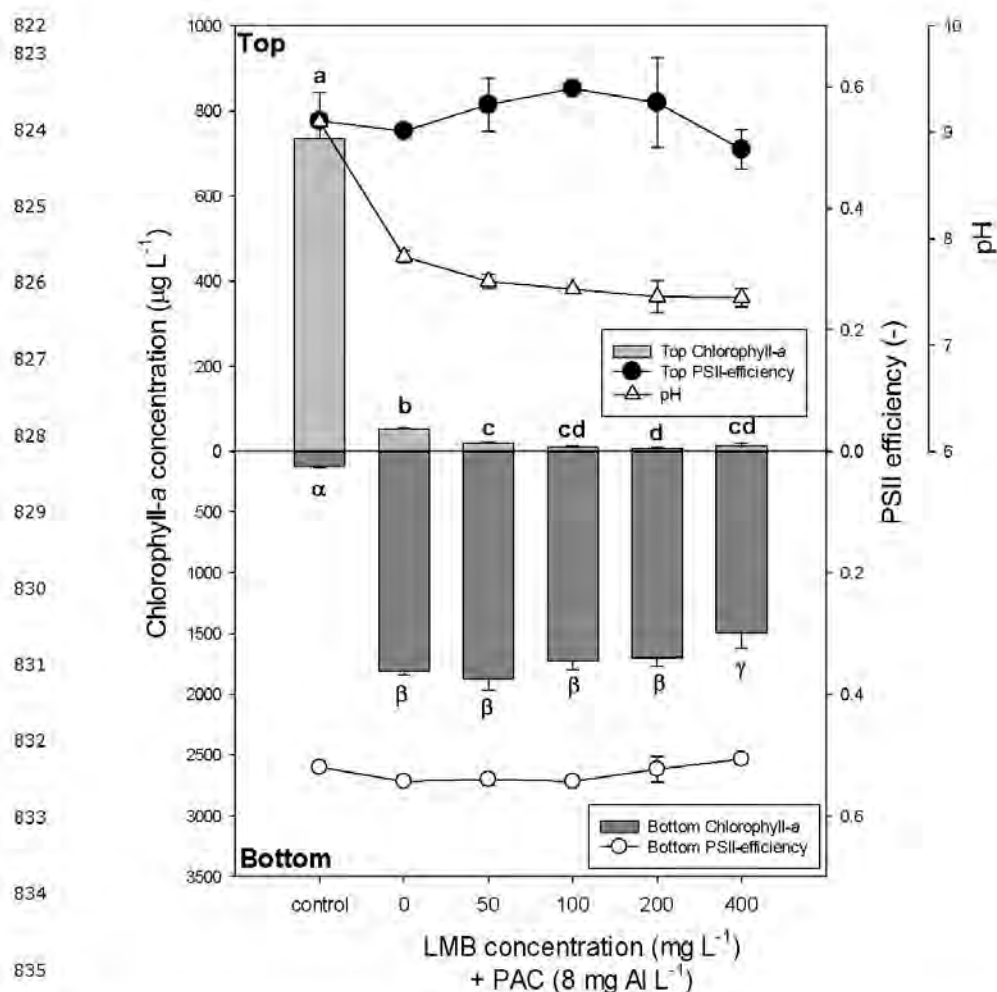 822
823
824
825
826
827
828
829
830
831
832
833
834
835
Top
Bottom
Chlorophyll-a concentration (µg L⁻¹)
1000
800
600
400
200
0
500
1000
1500
2000
2500
3000
3500
0.6
0.4
0.2
0.0
0.2
0.4
0.6
PSII efficiency (-)
10
9
8
7
6
pH
a
b
c
cd
d
cd
α
β
β
β
β
γ
Top Chlorophyll-a
Top PSII-efficiency
pH
Bottom Chlorophyll-a
Bottom PSII-efficiency
control 0 50 100 200 400
LMB concentration (mg L⁻¹)
+ PAC (8 mg Al L⁻¹)